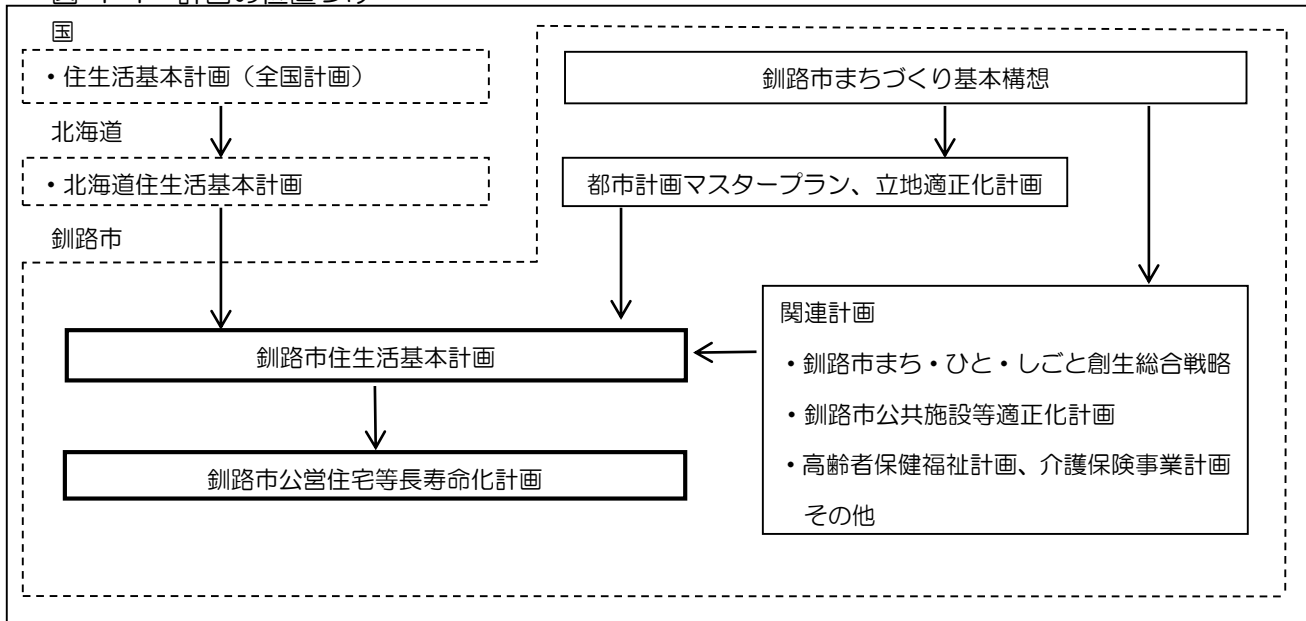 国
・住生活基本計画（全国計画）
北海道
・北海道住生活基本計画
釧路市
釧路市まちづくり基本構想
都市計画マスタープラン、立地適正化計画
釧路市住生活基本計画
釧路市公営住宅等長寿命化計画
関連計画
・釧路市まち・ひと・しごと創生総合戦略
・釧路市公共施設等適正化計画
・高齢者保健福祉計画、介護保険事業計画
その他